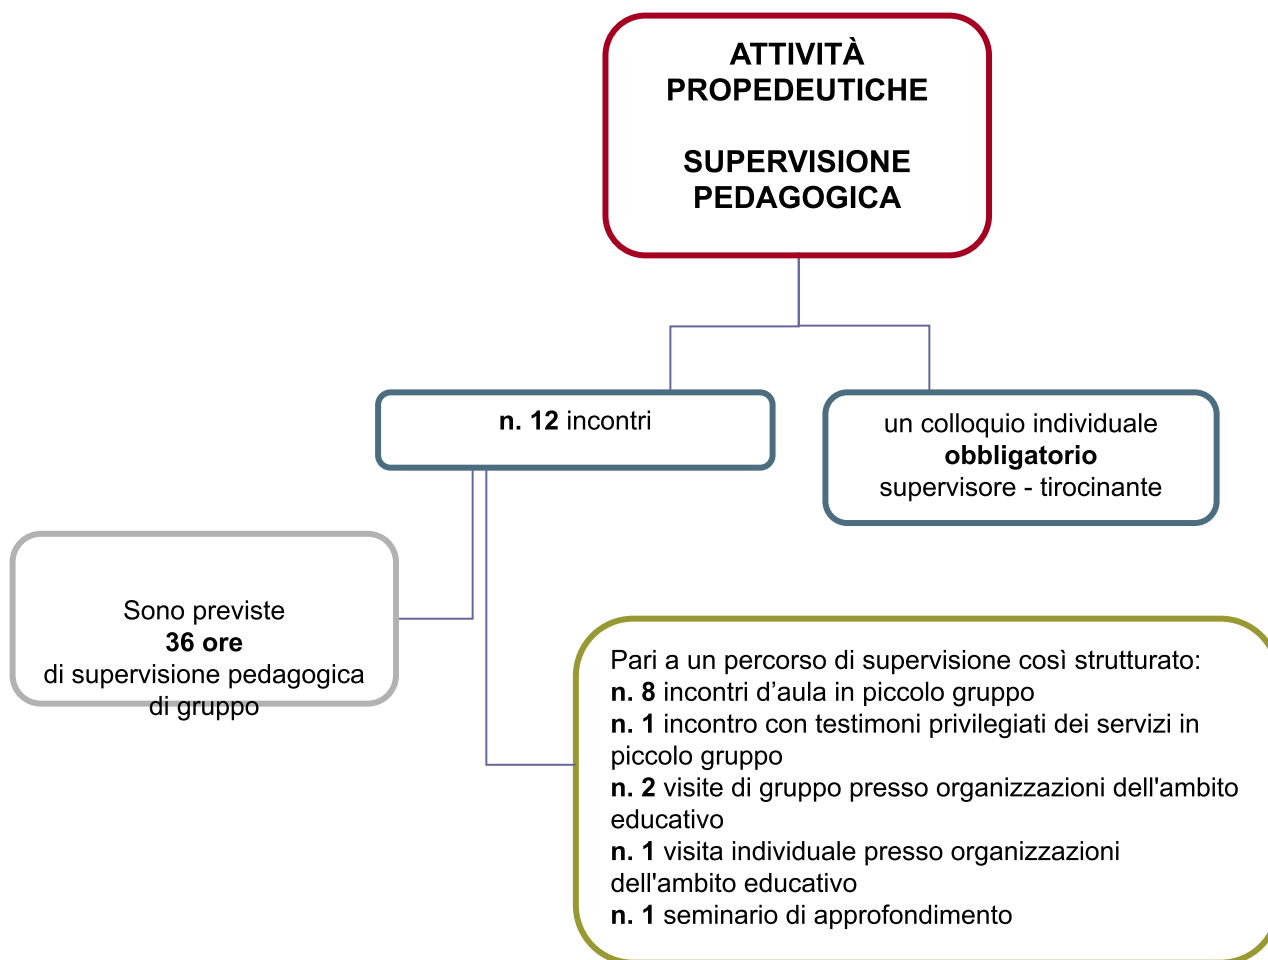 ATTIVITÀ
PROPEDEUTICHE
SUPERVISIONE
PEDAGOGICA
n. 12 incontri
un colloquio individuale
obbligatorio
supervisore - tirocinante
Sono previste
36 ore
di supervisione pedagogica
di gruppo
Pari a un percorso di supervisione così strutturato:
n. 8 incontri d’aula in piccolo gruppo
n. 1 incontro con testimoni privilegiati dei servizi in
piccolo gruppo
n. 2 visite di gruppo presso organizzazioni dell'ambito
educativo
n. 1 visita individuale presso organizzazioni
dell'ambito educativo
n. 1 seminario di approfondimento